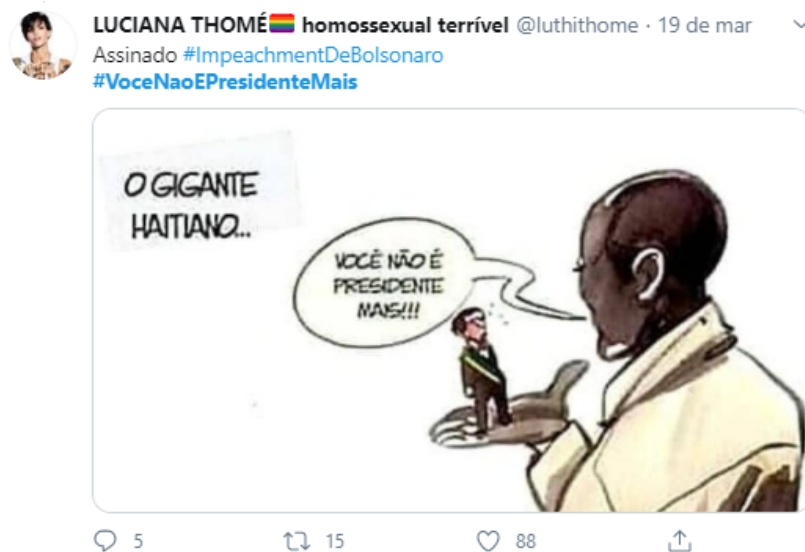 LUCIANA THOMÉ🏳️‍🌈 homossexual terrível @luthithome · 19 de mar
Assinado #ImpeachmentDeBolsonaro
#VoceNaoEPresidenteMais
O GIGANTE
HAITIANO...
VOCÊ NÃO É
PRESIDENTE
MAIS!!!
5 15 88